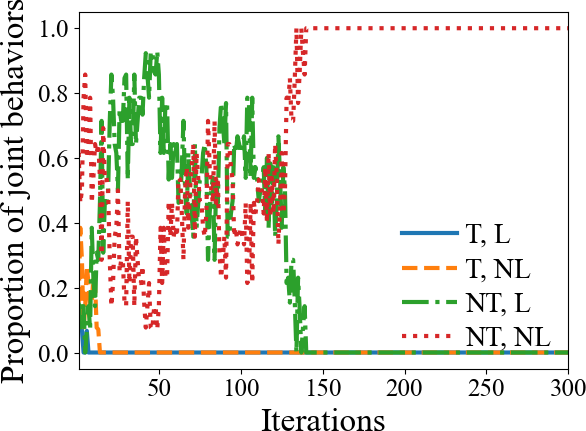 Proportion of joint behaviors
1.0
0.8
0.6
0.4
0.2
0.0
T, L
T, NL
NT, L
NT, NL
50
100
150
200
250
300
Iterations